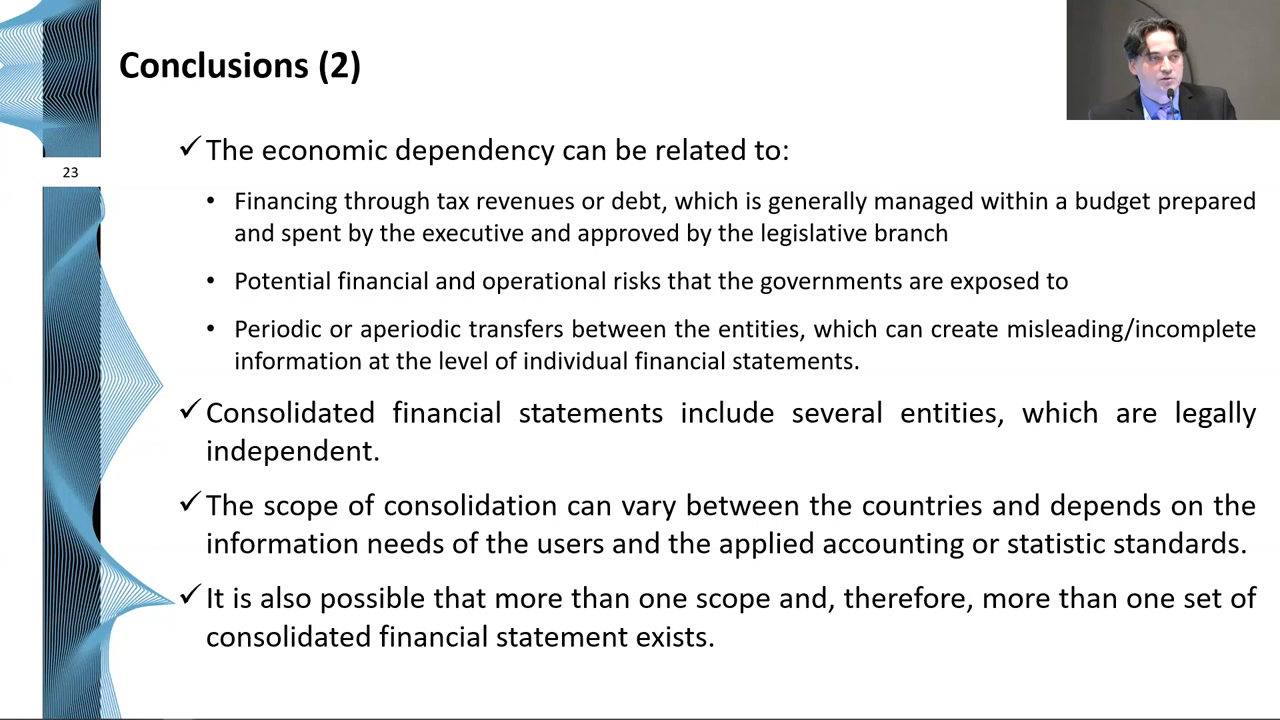 Conclusions (2)
23
✓ The economic dependency can be related to:
• Financing through tax revenues or debt, which is generally managed within a budget prepared
and spent by the executive and approved by the legislative branch
• Potential financial and operational risks that the governments are exposed to
• Periodic or aperiodic transfers between the entities, which can create misleading/incomplete
information at the level of individual financial statements.
✓ Consolidated financial statements include several entities, which are legally
independent.
✓ The scope of consolidation can vary between the countries and depends on the
information needs of the users and the applied accounting or statistic standards.
✓ It is also possible that more than one scope and, therefore, more than one set of
consolidated financial statement exists.